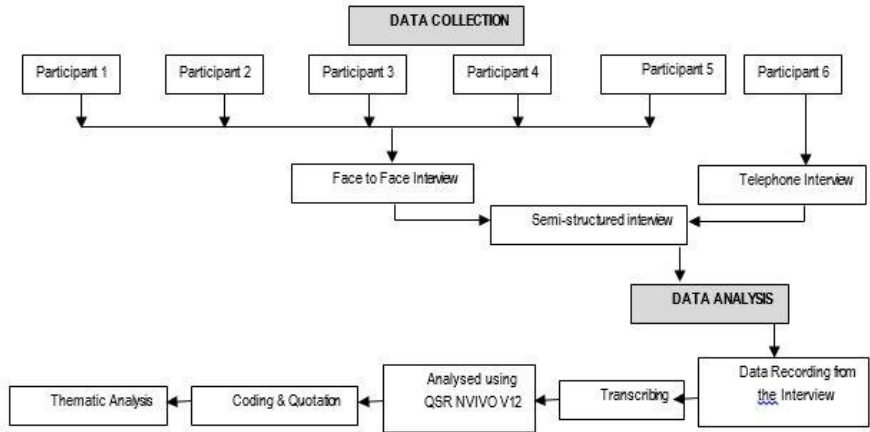 DATA COLLECTION
Participant 1
Participant 2
Participant 3
Participant 4
Participant 5
Participant 6
Face to Face Interview
Telephone Interview
Semi-structured interview
DATA ANALYSIS
Data Recording from
the Interview
Transcribing
Analysed using
QSR NVIVO V12
Coding & Quotation
Thematic Analysis